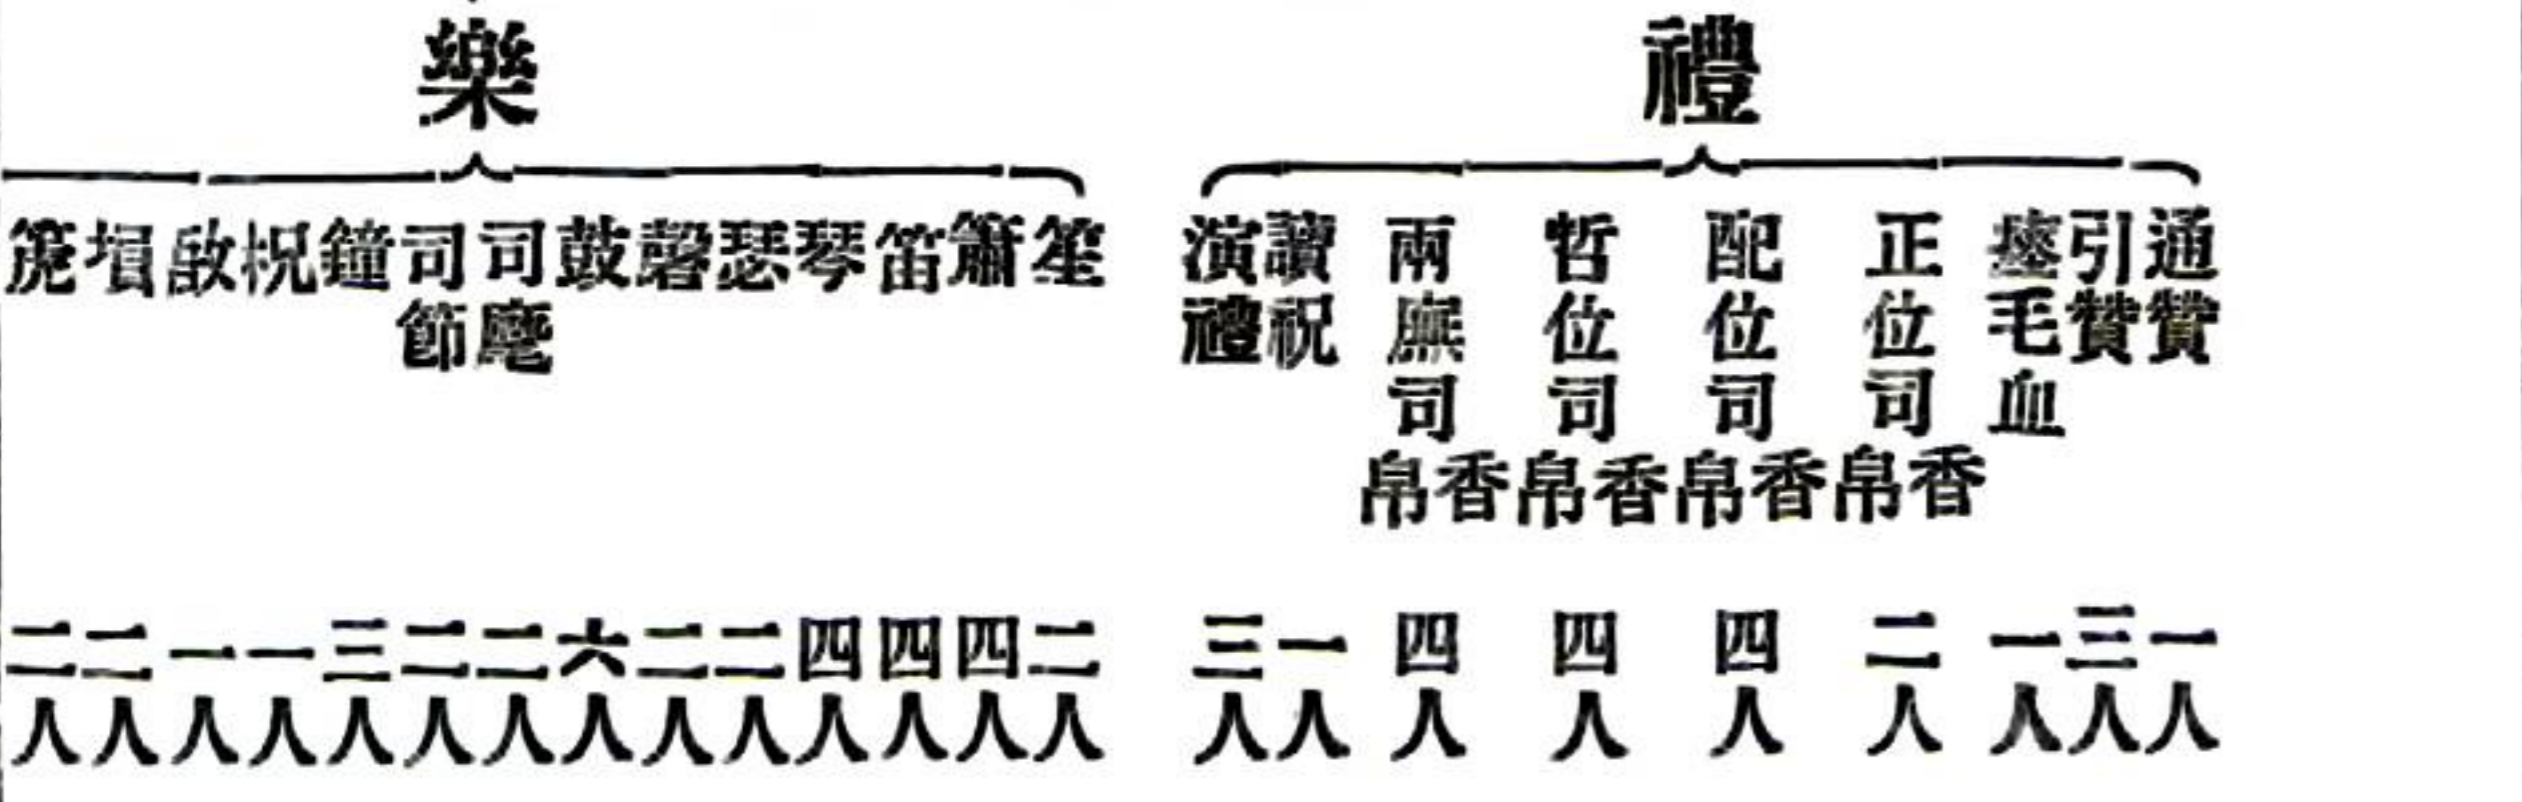 禮
通贊 一人
引贊 三人
瘞毛血 一人
正位司香帛 二人
配位司香帛 四人
哲位司香帛 四人
兩廡司香帛 四人
讀祝 一人
演禮 三人
樂
笙 二人
簫 四人
笛 四人
琴 四人
瑟 二人
磬 二人
鼓 六人
司麾 二人
司節 二人
鐘 三人
柷 一人
敔 一人
塤 二人
篪 二人